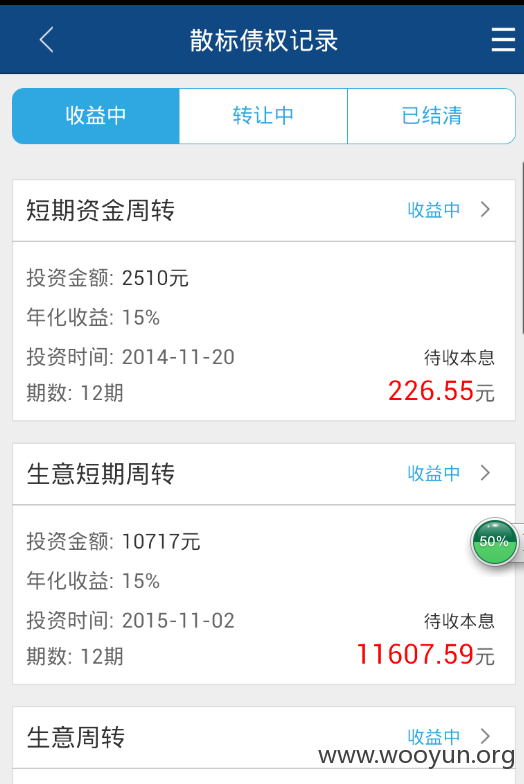 散标债权记录
收益中 转让中 已结清
短期资金周转 收益中
投资金额: 2510元
年化收益: 15%
投资时间: 2014-11-20 待收本息
期数: 12期 226.55元
生意短期周转 收益中
投资金额: 10717元
50%
年化收益: 15%
投资时间: 2015-11-02 待收本息
期数: 12期 11607.59元
生意周转 收益中
www.wooyun.org